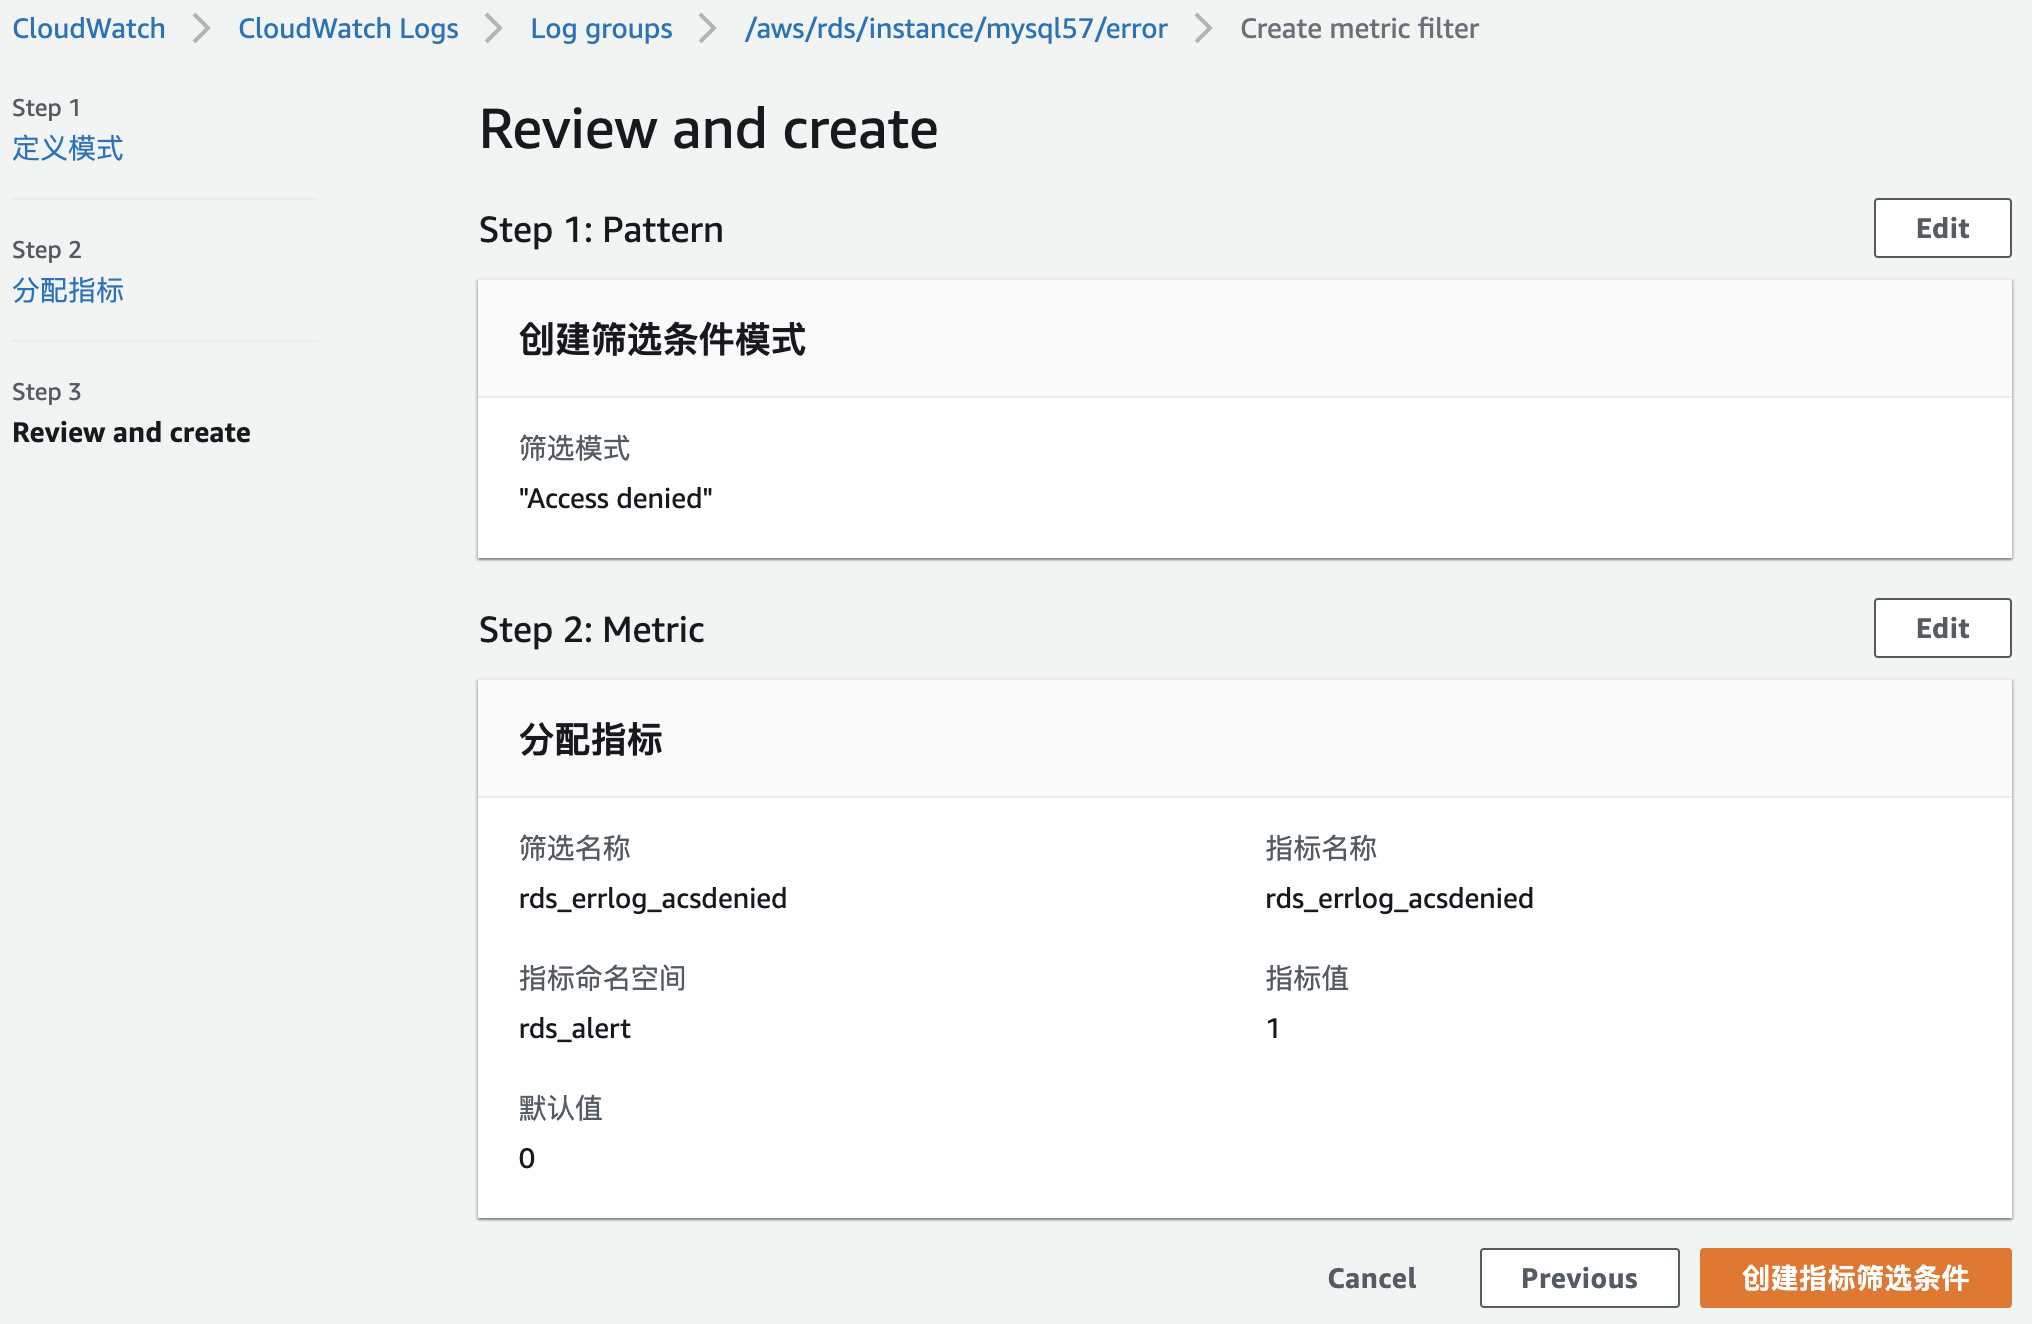 CloudWatch > CloudWatch Logs > Log groups > /aws/rds/instance/mysql57/error > Create metric filter
Step 1
定义模式
Step 2
分配指标
Step 3
Review and create
Review and create
Step 1: Pattern
Edit
创建筛选条件模式
筛选模式
"Access denied"
Step 2: Metric
Edit
分配指标
筛选名称
rds_errlog_acsdenied
指标名称
rds_errlog_acsdenied
指标命名空间
rds_alert
指标值
1
默认值
0
Cancel
Previous
创建指标筛选条件